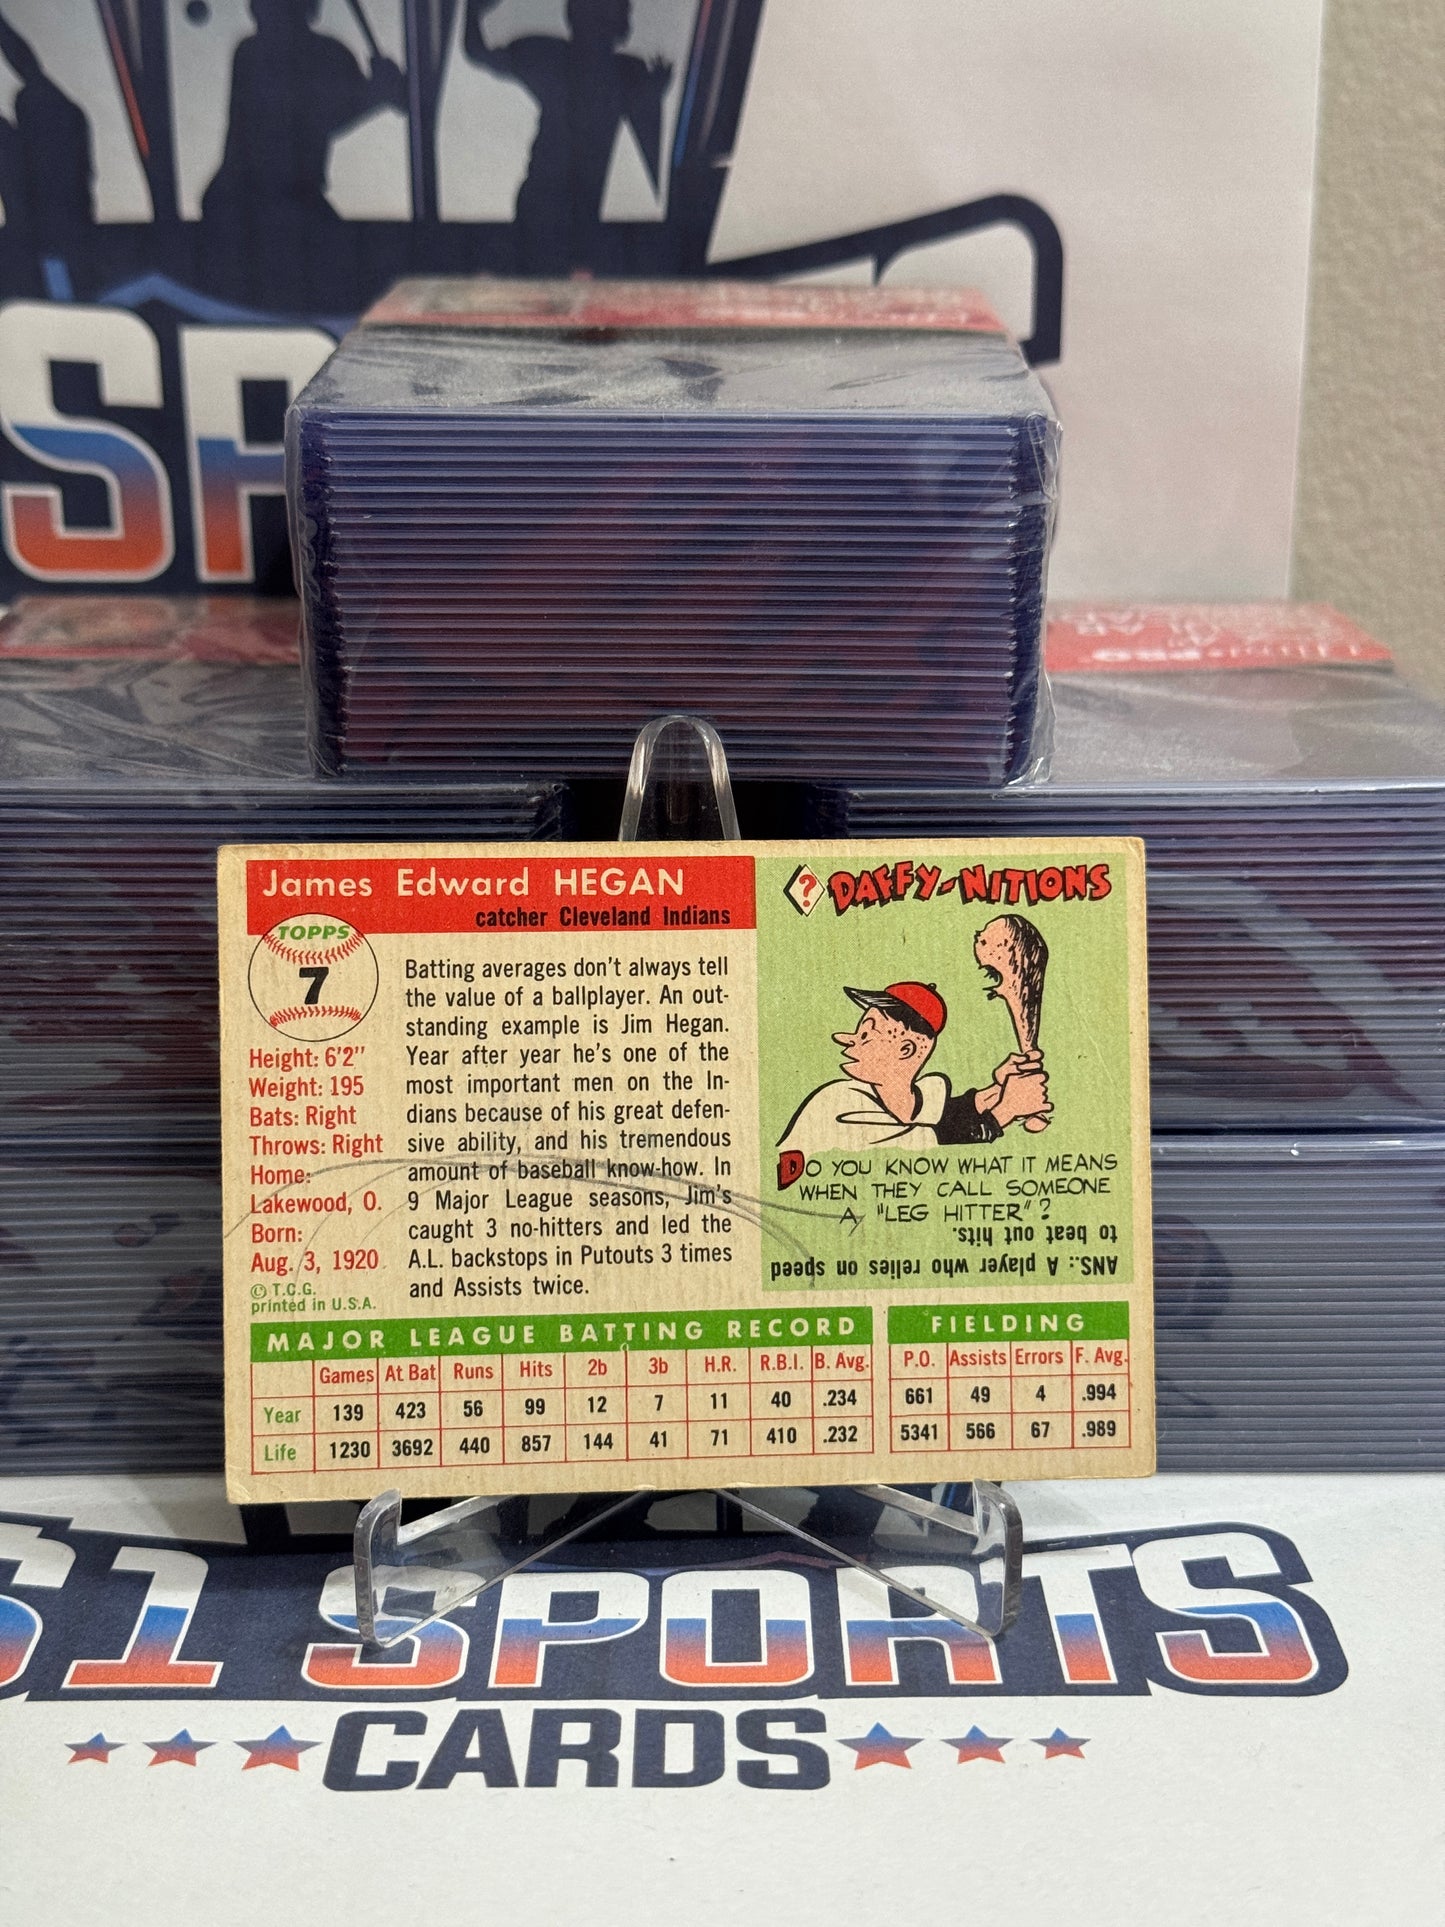 SP
James Edward HEGAN
catcher Cleveland Indians
TOPPS
7
Height: 6'2"
Weight: 195
Bats: Right
Throws: Right
Home:
Lakewood, O.
Born:
Aug. 3, 1920
© T.C.G.
printed in U.S.A.
Batting averages don't always tell
the value of a ballplayer. An out-
standing example is Jim Hegan.
Year after year he's one of the
most important men on the In-
dians because of his great defen-
sive ability, and his tremendous
amount of baseball know-how. In
9 Major League seasons, Jim's
caught 3 no-hitters and led the
A.L. backstops in Putouts 3 times
and Assists twice.
? DAFFY-NITIONS
DO YOU KNOW WHAT IT MEANS
WHEN THEY CALL SOMEONE
A "LEG HITTER"?
ANS.: A player who relies on speed
to beat out hits.
MAJOR LEAGUE BATTING RECORD
Games At Bat Runs Hits 2b 3b H.R. R.B.I. B. Avg.
Year 139 423 56 99 12 7 11 40 .234
Life 1230 3692 440 857 144 41 71 410 .232
FIELDING
P.O. Assists Errors F. Avg.
661 49 4 .994
5341 566 67 .989
S1 SPORTS
CARDS